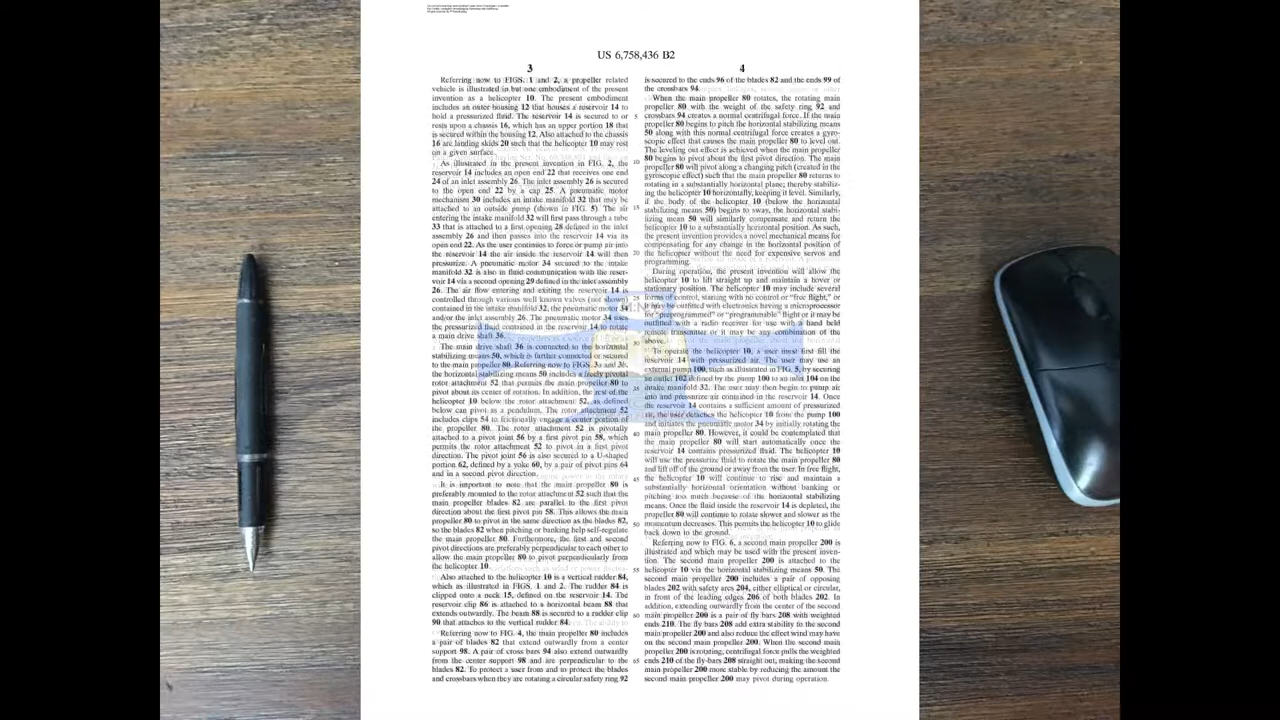 US 6,758,436 B2
3
Referring now to FIGS. 1 and 2, a propeller related
vehicle is illustrated in but one embodiment of the present
invention as a helicopter 10. The present embodiment
includes an outer housing 12 that houses a reservoir 14 to
hold a pressurized fluid. The reservoir 14 is secured to or
rests upon a chassis 16, which has an upper portion 18 that
is secured within the housing 12. Also attached to the chassis
16 are landing skids 20 such that the helicopter 10 may rest
on a given surface.
As illustrated in the present invention in FIG. 2, the
reservoir 14 includes an open end 22 that receives one end
24 of an inlet assembly 26. The inlet assembly 26 is secured
to the open end 22 by a cap 25. A pneumatic motor
mechanism 30 includes an intake manifold 32 that may be
attached to an outside pump (shown in FIG. 5). The air
entering the intake manifold 32 will first pass through a tube
33 that is attached to a first opening 28 defined in the inlet
assembly 26 and then passes into the reservoir 14 via its
open end 22. As the user continues to force or pump air into
the reservoir 14 the air inside the reservoir 14 will then
pressurize. A pneumatic motor 34 secured to the intake
manifold 32 is also in fluid communication with the reser-
voir 14 via a second opening 29 defined in the inlet assembly
26. The air flow entering and exiting the reservoir 14 is
controlled through various well known valves (not shown)
contained in the intake manifold 32, the pneumatic motor 34
and/or the inlet assembly 26. The pneumatic motor 34 uses
the pressurized fluid contained in the reservoir 14 to rotate
a main drive shaft 36.
The main drive shaft 36 is connected to the horizontal
stabilizing means 50, which is further connected or secured
to the main propeller 80. Referring now to FIGS. 3a and 3b,
the horizontal stabilizing means 50 includes a freely pivotal
rotor attachment 52 that permits the main propeller 80 to
pivot about its center of rotation. In addition, the rest of the
helicopter 10 below the rotor attachment 52, as defined
below can pivot as a pendulum. The rotor attachment 52
includes clips 54 to frictionally engage a center portion of
the propeller 80. The rotor attachment 52 is pivotally
attached to a pivot joint 56 by a first pivot pin 58, which
permits the rotor attachment 52 to pivot in a first pivot
direction. The pivot joint 56 is also secured to a U-shaped
portion 62, defined by a yoke 60, by a pair of pivot pins 64
and in a second pivot direction.
It is important to note that the main propeller 80 is
preferably mounted to the rotor attachment 52 such that the
main propeller blades 82 are parallel to the first pivot
direction about the first pivot pin 58. This allows the main
propeller 80 to pivot in the same direction as the blades 82,
so the blades 82 when pitching or banking help self-regulate
the main propeller 80. Furthermore, the first and second
pivot directions are preferably perpendicular to each other to
allow the main propeller 80 to pivot perpendicularly from
the helicopter 10.
Also attached to the helicopter 10 is a vertical rudder 84,
which as illustrated in FIGS. 1 and 2. The rudder 84 is
clipped onto a neck 15, defined on the reservoir 14. The
reservoir clip 86 is attached to a horizontal beam 88 that
extends outwardly. The beam 88 is secured to a rudder clip
90 that attaches to the vertical rudder 84.
Referring now to FIG. 4, the main propeller 80 includes
a pair of blades 82 that extend outwardly from a center
support 98. A pair of cross bars 94 also extend outwardly
from the center support 98 and are perpendicular to the
blades 82. To protect a user from and to protect the blades
and crossbars when they are rotating a circular safety ring 92
5
10
15
20
25
30
35
40
45
50
55
60
65
4
is secured to the ends 96 of the blades 82 and the ends 99 of
the crossbars 94.
When the main propeller 80 rotates, the rotating main
propeller 80 with the weight of the safety ring 92 and
crossbars 94 creates a normal centrifugal force. If the main
propeller 80 begins to pitch the horizontal stabilizing means
50 along with this normal centrifugal force creates a gyro-
scopic effect that causes the main propeller 80 to level out.
The leveling out effect is achieved when the main propeller
80 begins to pivot about the first pivot direction. The main
propeller 80 will pivot along a changing pitch (created in the
gyroscopic effect) such that the main propeller 80 returns to
rotating in a substantially horizontal plane; thereby stabiliz-
ing the helicopter 10 horizontally, keeping it level. Similarly,
if the body of the helicopter 10 (below the horizontal
stabilizing means 50) begins to sway, the horizontal stabi-
lizing mean 50 will similarly compensate and return the
helicopter 10 to a substantially horizontal position. As such,
the present invention provides a novel mechanical means for
compensating for any change in the horizontal position of
the helicopter without the need for expensive servos and
programming.
During operation, the present invention will allow the
helicopter 10 to lift straight up and maintain a hover or
stationary position. The helicopter 10 may include several
forms of control, starting with no control or “free flight,” or
it may be outfitted with electronics having a microprocessor
for “preprogrammed” or “programmable” flight or it may be
outfitted with a radio receiver for use with a hand held
remote transmitter or it may be any combination of the
above.
To operate the helicopter 10, a user must first fill the
reservoir 14 with pressurized air. The user may use an
external pump 100, such as illustrated in FIG. 5, by securing
an outlet 102 defined by the pump 100 to an inlet 104 on the
intake manifold 32. The user may then begin to pump air
into and pressurize air contained in the reservoir 14. Once
the reservoir 14 contains a sufficient amount of pressurized
air, the user detaches the helicopter 10 from the pump 100
and initiates the pneumatic motor 34 by initially rotating the
main propeller 80. However, it could be contemplated that
the main propeller 80 will start automatically once the
reservoir 14 contains pressurized fluid. The helicopter 10
will use the pressurize fluid to rotate the main propeller 80
and lift off of the ground or away from the user. In free flight,
the helicopter 10 will continue to rise and maintain a
substantially horizontal orientation without banking or
pitching too much because of the horizontal stabilizing
means. Once the fluid inside the reservoir 14 is depleted, the
propeller 80 will continue to rotate slower and slower as the
momentum decreases. This permits the helicopter 10 to glide
back down to the ground.
Referring now to FIG. 6, a second main propeller 200 is
illustrated and which may be used with the present inven-
tion. The second main propeller 200 is attached to the
helicopter 10 via the horizontal stabilizing means 50. The
second main propeller 200 includes a pair of opposing
blades 202 with safety arcs 204, either elliptical or circular,
in front of the leading edges 206 of both blades 202. In
addition, extending outwardly from the center of the second
main propeller 200 is a pair of fly bars 208 with weighted
ends 210. The fly bars 208 add extra stability to the second
main propeller 200 and also reduce the effect wind may have
on the second main propeller 200. When the second main
propeller 200 is rotating, centrifugal force pulls the weighted
ends 210 of the fly-bars 208 straight out, making the second
main propeller 200 more stable by reducing the amount the
second main propeller 200 may pivot during operation.